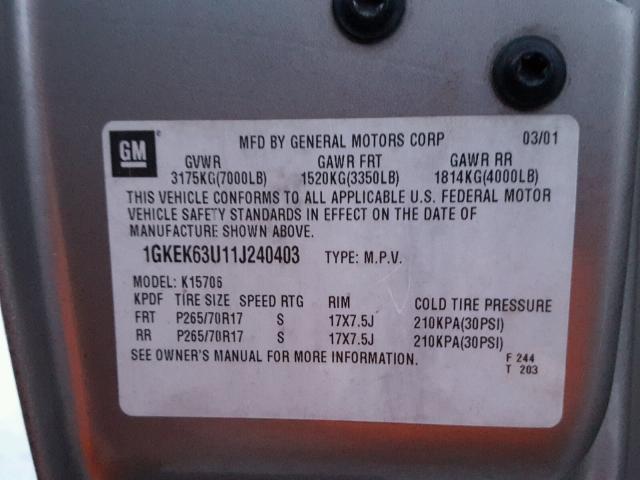 GM
MFD BY GENERAL MOTORS CORP 03/01
GVWR GAWR FRT GAWR RR
3175KG(7000LB) 1520KG(3350LB) 1814KG(4000LB)
THIS VEHICLE CONFORMS TO ALL APPLICABLE U.S. FEDERAL MOTOR
VEHICLE SAFETY STANDARDS IN EFFECT ON THE DATE OF
MANUFACTURE SHOWN ABOVE.
1GKEK63U11J240403 TYPE: M.P.V.
MODEL: K15706
KPDF TIRE SIZE SPEED RTG RIM COLD TIRE PRESSURE
FRT P265/70R17 S 17X7.5J 210KPA(30PSI)
RR P265/70R17 S 17X7.5J 210KPA(30PSI)
SEE OWNER'S MANUAL FOR MORE INFORMATION. F 244
T 203